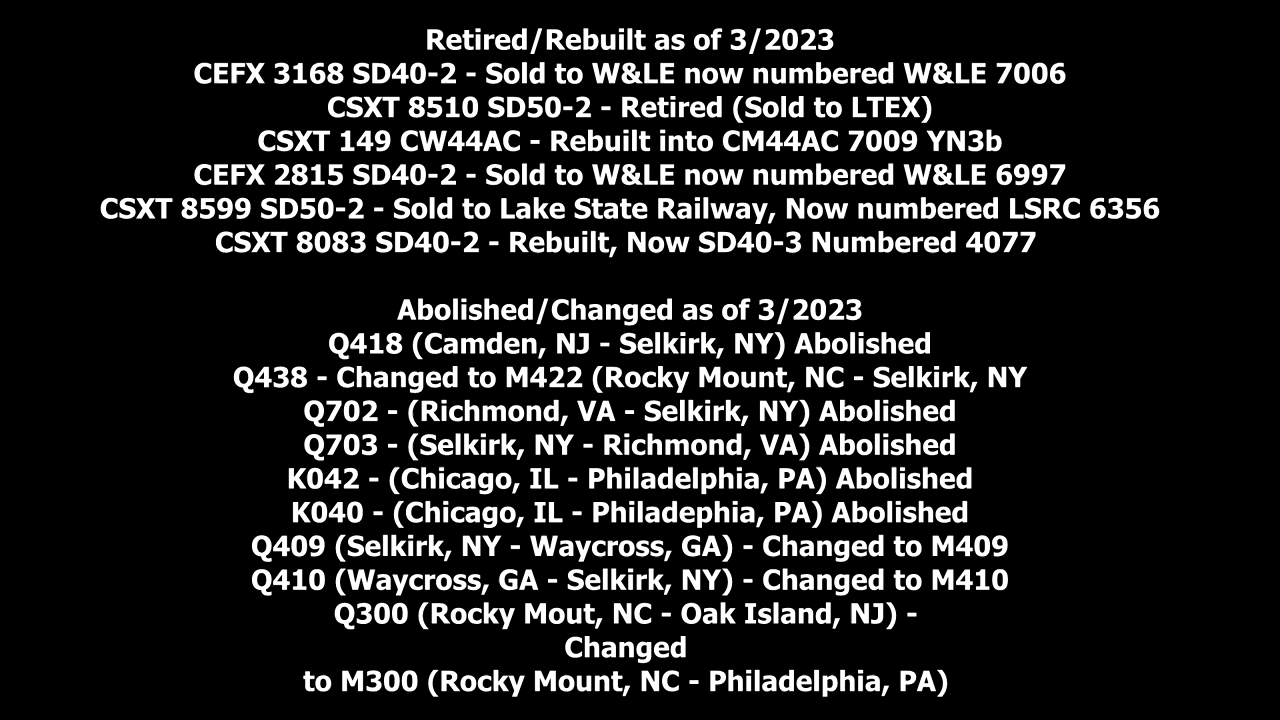 Retired/Rebuilt as of 3/2023
CEFX 3168 SD40-2 - Sold to W&LE now numbered W&LE 7006
CSXT 8510 SD50-2 - Retired (Sold to LTEX)
CSXT 149 CW44AC - Rebuilt into CM44AC 7009 YN3b
CEFX 2815 SD40-2 - Sold to W&LE now numbered W&LE 6997
CSXT 8599 SD50-2 - Sold to Lake State Railway, Now numbered LSRC 6356
CSXT 8083 SD40-2 - Rebuilt, Now SD40-3 Numbered 4077
Abolished/Changed as of 3/2023
Q418 (Camden, NJ - Selkirk, NY) Abolished
Q438 - Changed to M422 (Rocky Mount, NC - Selkirk, NY
Q702 - (Richmond, VA - Selkirk, NY) Abolished
Q703 - (Selkirk, NY - Richmond, VA) Abolished
K042 - (Chicago, IL - Philadelphia, PA) Abolished
K040 - (Chicago, IL - Philadephia, PA) Abolished
Q409 (Selkirk, NY - Waycross, GA) - Changed to M409
Q410 (Waycross, GA - Selkirk, NY) - Changed to M410
Q300 (Rocky Mout, NC - Oak Island, NJ) -
Changed
to M300 (Rocky Mount, NC - Philadelphia, PA)